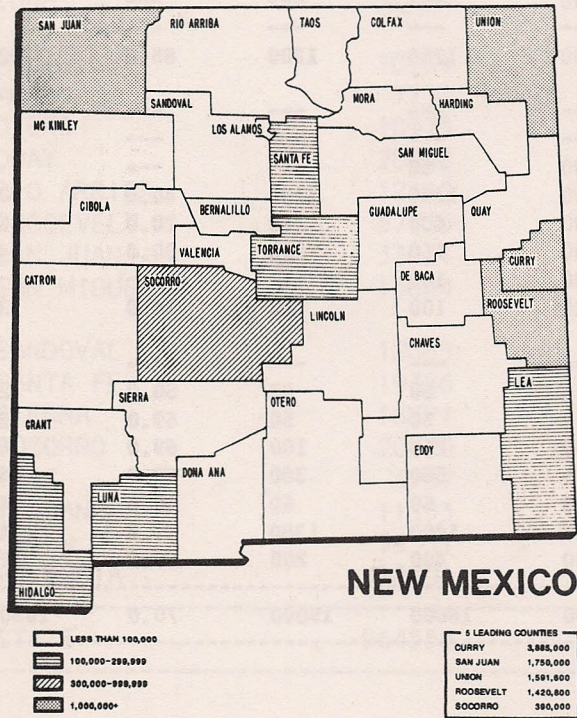 SAN JUAN
RIO ARRIBA
TAOS
COLFAX
UNION
SANDOVAL
MORA
HARDING
MC KINLEY
LOS ALAMOS
SANTA FE
SAN MIGUEL
CIBOLA
BERNALILLO
GUADALUPE
QUAY
VALENCIA
TORRANCE
CURRY
CATRON
SOCORRO
DE BACA
ROOSEVELT
LINCOLN
CHAVES
SIERRA
OTERO
LEA
GRANT
DONA ANA
EDDY
LUNA
HIDALGO
NEW MEXICO
LESS THAN 100,000
100,000-299,999
300,000-999,999
1,000,000+
5 LEADING COUNTIES
CURRY 3,885,000
SAN JUAN 1,750,000
UNION 1,591,600
ROOSEVELT 1,420,800
SOCORRO 390,000